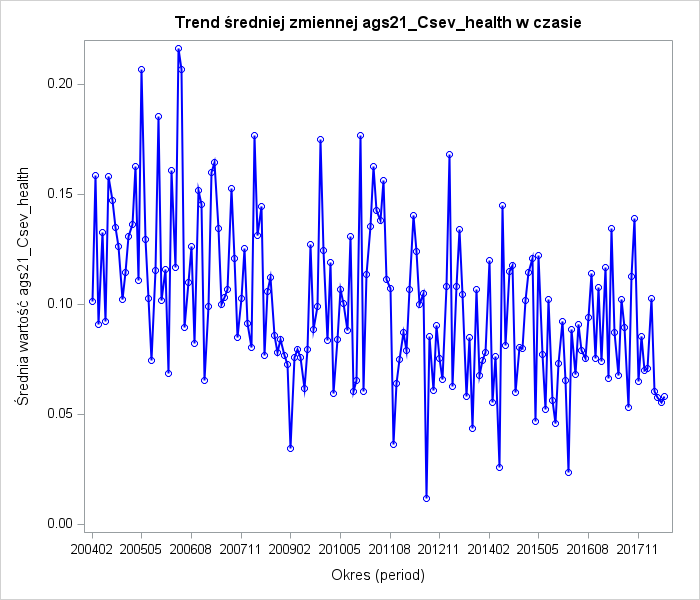 Trend średniej zmiennej ags21_Csev_health w czasie
Średnia wartość ags21_Csev_health
0.20
0.15
0.10
0.05
0.00
200402 200505 200608 200711 200902 201005 201108 201211 201402 201505 201608 201711
Okres (period)